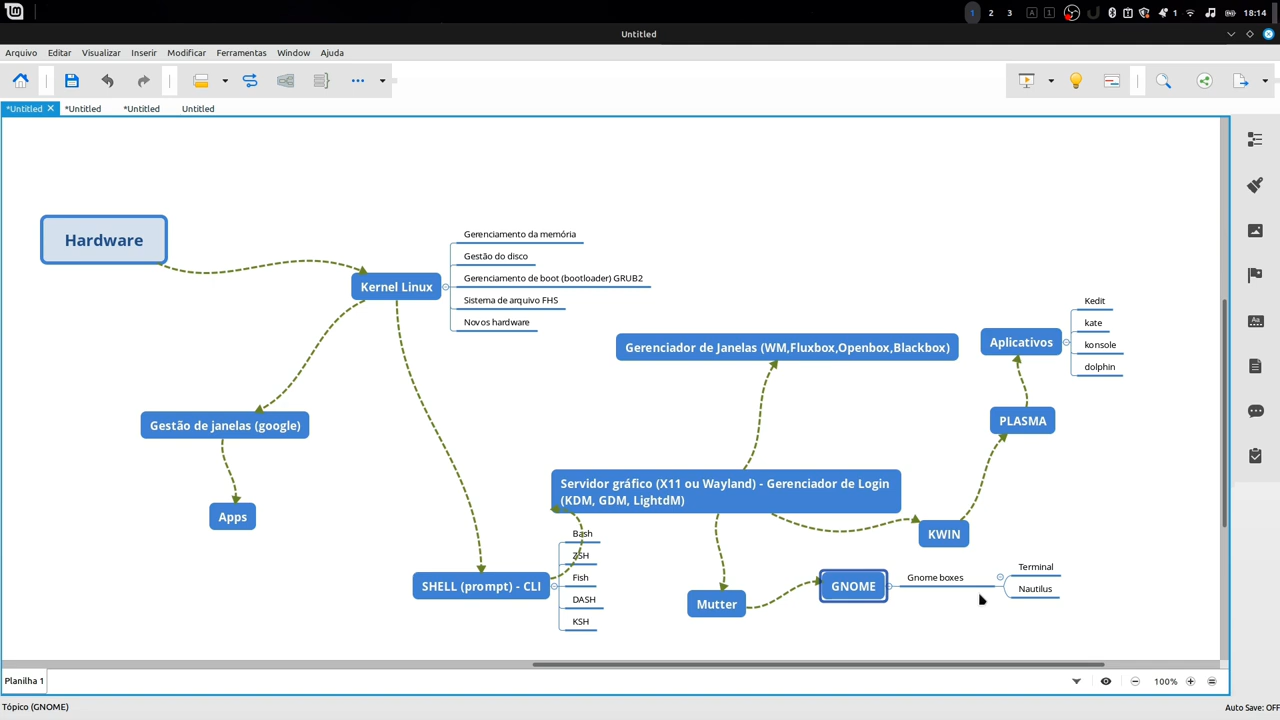 1 2 3 A 1 1 18:14
Untitled
Arquivo Editar Visualizar Inserir Modificar Ferramentas Window Ajuda
*Untitled *Untitled *Untitled Untitled
Hardware
Kernel Linux
Gerenciamento da memória
Gestão do disco
Gerenciamento de boot (bootloader) GRUB2
Sistema de arquivo FHS
Novos hardware
Gerenciador de Janelas (WM,Fluxbox,Openbox,Blackbox)
Aplicativos
Kedit
kate
konsole
dolphin
PLASMA
Gestão de janelas (google)
Apps
Servidor gráfico (X11 ou Wayland) - Gerenciador de Login
(KDM, GDM, LightdM)
KWIN
SHELL (prompt) - CLI
Bash
ZSH
Fish
DASH
KSH
Mutter
GNOME
Gnome boxes
Terminal
Nautilus
Planilha 1
100%
Tópico (GNOME)
Auto Save: OFF